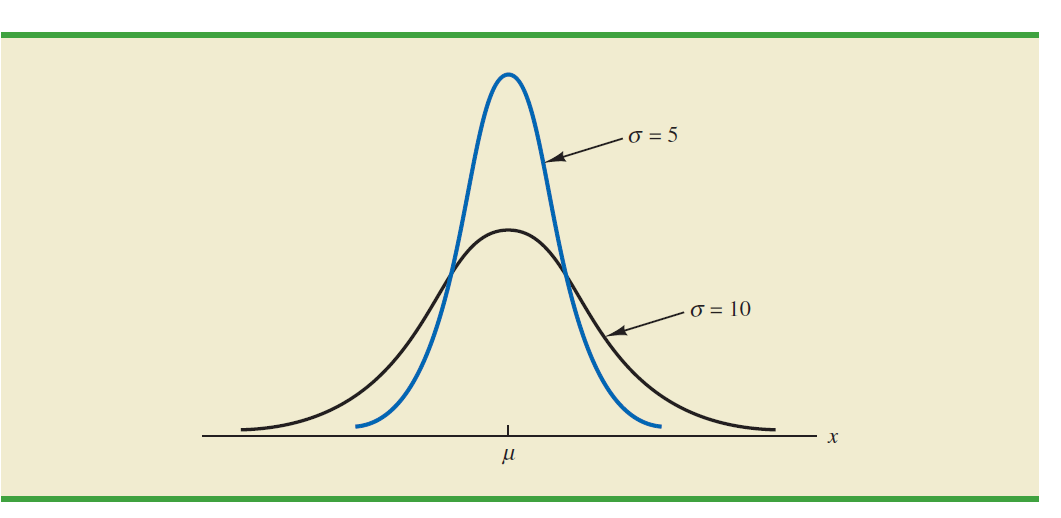 σ = 5
σ = 10
x
μ